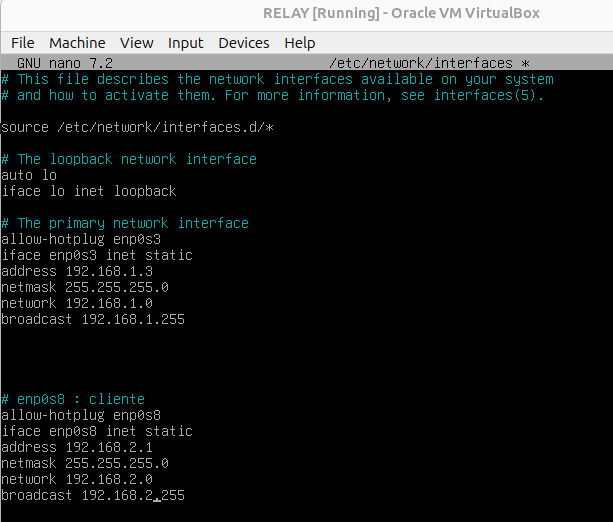 RELAY [Running] - Oracle VM VirtualBox
File Machine View Input Devices Help
GNU nano 7.2 /etc/network/interfaces *
# This file describes the network interfaces available on your system
# and how to activate them. For more information, see interfaces(5).
source /etc/network/interfaces.d/*
# The loopback network interface
auto lo
iface lo inet loopback
# The primary network interface
allow-hotplug enp0s3
iface enp0s3 inet static
address 192.168.1.3
netmask 255.255.255.0
network 192.168.1.0
broadcast 192.168.1.255
# enp0s8 : cliente
allow-hotplug enp0s8
iface enp0s8 inet static
address 192.168.2.1
netmask 255.255.255.0
network 192.168.2.0
broadcast 192.168.2.255